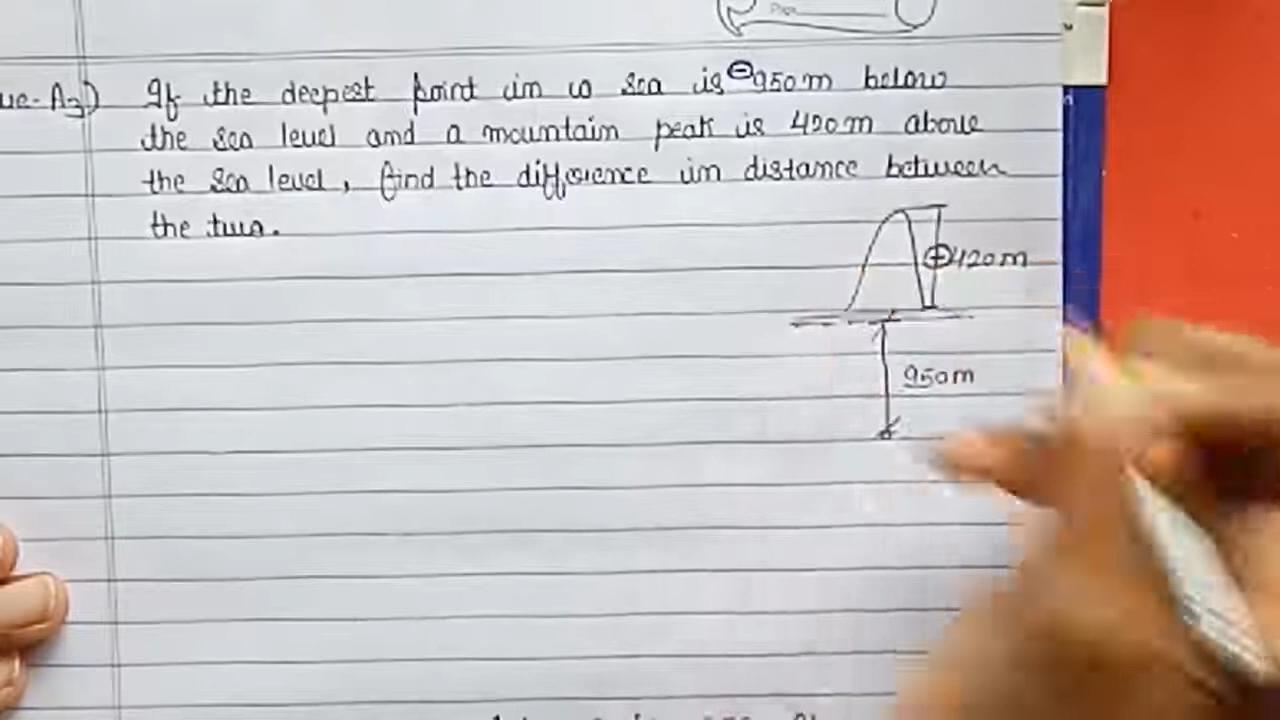 If the deepest point in a sea is ⊖950m below
the sea level and a mountain peak is 420m above
the sea level, find the difference in distance between
the two.
⊕420m
950m